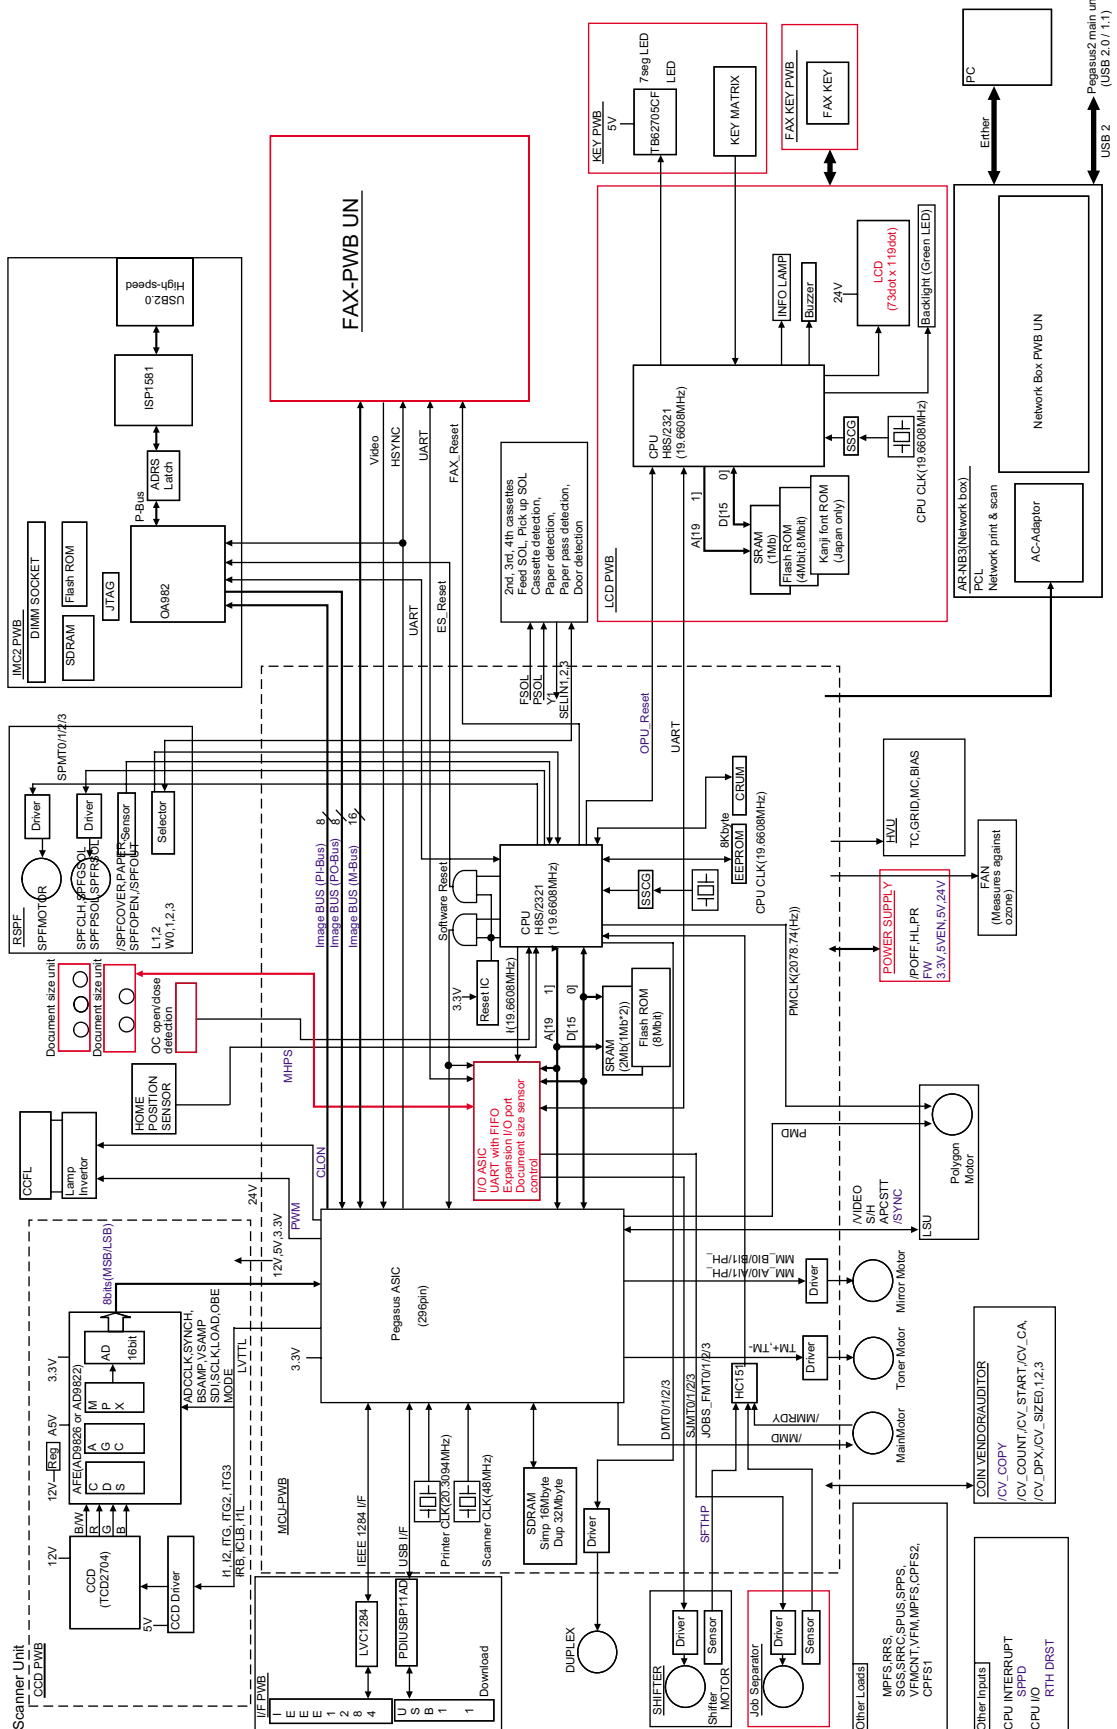 Scanner Unit
CCD PWB
12V
CCD
(TCD2704)
5V
CCD Driver
B/W
R
G
B
12V
Reg
A5V
3.3V
AFE(AD9826 or AD9822)
C
D
S
A
G
C
M
P
X
AD
16bit
8bits(MSB/LSB)
ADCCLK,SYNCH,
BSAMP,VSAMP
SDI,SCLK,LOAD,OBE
MODE
LVTTL
I1, I2, ITG, ITG2, ITG3
IRB, ICLB, I1L
24V
12V,5V,3.3V
CCFL
Lamp
Invertor
PWM
CLON
HOME
POSITION
SENSOR
MHPS
Document size unit
Document size unit
OC open/close
detection
RSPF
SPFMOTOR
Driver
SPMT0/1/2/3
SPFCLH,SPFGSOL
SPFPSOIL,SPFRSOL
Driver
/SPFCOVER,PAPER
SPFOPEN,/SPFOUT
Sensor
L1,2
W0,1,2,3
Selector
IMC2 PWB
DIMM SOCKET
SDRAM
Flash ROM
JTAG
OA982
P-Bus
ADRS
Latch
ISP1581
USB2.0
High-speed
FAX-PWB UN
Image BUS (PI-Bus)
8
Image BUS (PO-Bus)
8
Image BUS (M-Bus)
16
Video
HSYNC
UART
UART
ES_Reset
FAX_Reset
2nd, 3rd, 4th cassettes
Feed SOL, Pick up SOL
Cassette detection,
Paper detection,
Paper pass detection,
Door detection
FSOL
PSOL
Y1
SELIN1,2,3
KEY PWB
5V
TB62705CF
7seg LED
LED
KEY MATRIX
FAX KEY PWB
FAX KEY
LCD PWB
CPU
H8S/2321
(19.6608MHz)
INFO LAMP
Buzzer
24V
LCD
(73dot x 119dot)
Backlight (Green LED)
SSCG
CPU CLK(19.6608MHz)
A[19
1]
D[15
0]
SRAM
(1Mb)
Flash ROM
(4Mbit,8Mbit)
Kanji font ROM
(Japan only)
OPU_Reset
UART
PC
Erther
USB 2
Pegasus2 main un
(USB 2.0 / 1.1)
AR-NB3(Network box)
PCL
Network print & scan
AC-Adaptor
Network Box PWB UN
MCU-PWB
3.3V
Pegasus ASIC
(296pin)
I/O ASIC
UART with FIFO
Expansion I/O port
Document size sensor
control
Software Reset
3.3V
Reset IC
CPU
H8S/2321
(19.6608MHz)
I(19.6608MHz)
A[19
1]
D[15
0]
SRAM
(2Mb(1Mb*2))
Flash ROM
(8Mbit)
SSCG
8Kbyte
EEPROM
CRUM
CPU CLK(19.6608MHz)
PMCLK(2078.74(Hz))
HVU
TC,GRID,MC,BIAS
FAN
(Measures against
ozone)
POWER SUPPLY
/POFF,HL,PR
FW
3.3V,5VEN,5V,24V
PMD
Polygon
Motor
/VIDEO
S/H
APCSTT
/SYNC
LSU
MM_AI0/AI1/PH_
MM_BI0/BI1/PH_
Driver
Mirror Motor
TM+,TM-
Driver
Toner Motor
HC151
/MMD
/MMRDY
MainMotor
DMT0/1/2/3
SJMT0/1/2/3
JOBS_FMT0/1/2/3
SFTHP
IEEE 1284 I/F
USB I/F
Printer CLK(20.3094MHz)
Scanner CLK(48MHz)
SDRAM
Simp 16Mbyte
Dup 32Mbyte
I/F PWB
I
E
E
E
1
2
8
4
LVC1284
U
S
B
1
1
PDIUSBP11AD
Download
DUPLEX
Driver
SHIFTER
Shifter
MOTOR
Driver
Sensor
Job Separator
Driver
Sensor
COIN VENDOR/AUDITOR
/CV_COPY
/CV_COUNT,/CV_START,/CV_CA,
/CV_DPX,/CV_SIZE0,1,2,3
Other Loads
MPFS,RRS,
SGS,SRRC,SPUS,SPPS,
VFMCNT,VFM,MPFS,CPFS2,
CPFS1
Other Inputs
CPU INTERRUPT
SPPD
CPU I/O
RTH DRST